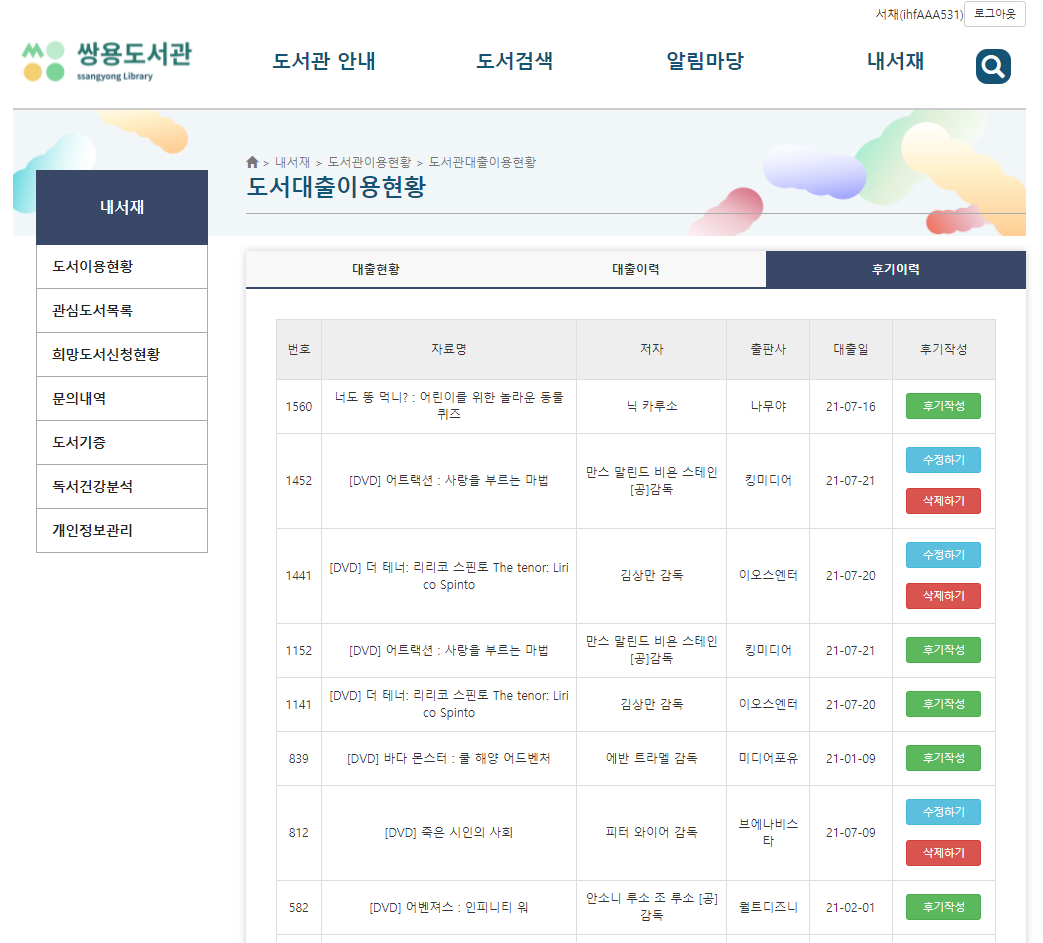 서채(ihfAAA531) 로그아웃
쌍용도서관
ssangyong Library
도서관 안내 도서검색 알림마당 내서재
> 내서재 > 도서관이용현황 > 도서관대출이용현황
도서대출이용현황
내서재
도서이용현황
관심도서목록
희망도서신청현황
문의내역
도서기증
독서건강분석
개인정보관리
대출현황 대출이력 후기이력
번호 자료명 저자 출판사 대출일 후기작성
1560 너도 똥 먹니? : 어린이를 위한 놀라운 동물 퀴즈 닉 카루소 나무야 21-07-16 후기작성
1452 [DVD] 어트랙션 : 사랑을 부르는 마법 만스 말린드 비욘 스테인 [공]감독 킹미디어 21-07-21 수정하기 삭제하기
1441 [DVD] 더 테너: 리리코 스핀토 The tenor: Lirico Spinto 김상만 감독 이오스엔터 21-07-20 수정하기 삭제하기
1152 [DVD] 어트랙션 : 사랑을 부르는 마법 만스 말린드 비욘 스테인 [공]감독 킹미디어 21-07-21 후기작성
1141 [DVD] 더 테너: 리리코 스핀토 The tenor: Lirico Spinto 김상만 감독 이오스엔터 21-07-20 후기작성
839 [DVD] 바다 몬스터 : 쿨 해양 어드벤처 에반 트라멜 감독 미디어포유 21-01-09 후기작성
812 [DVD] 죽은 시인의 사회 피터 와이어 감독 브에나비스타 21-07-09 수정하기 삭제하기
582 [DVD] 어벤져스 : 인피니티 워 안소니 루소 조 루소 [공]감독 월트디즈니 21-02-01 후기작성